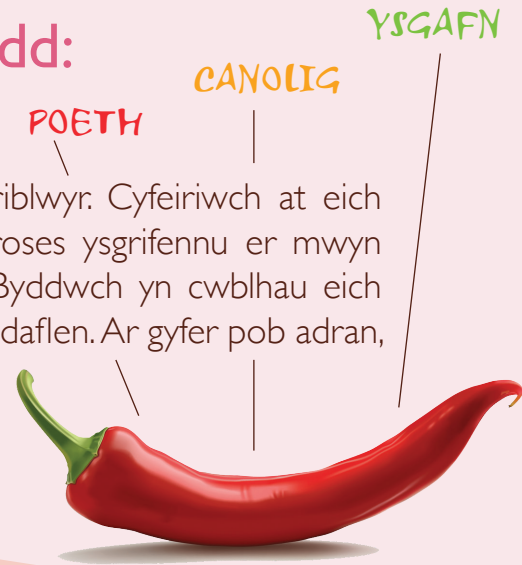 YSGAFN
dd:
CANOLIG
POETH
riblwyr. Cyfeiriwch at eich
roses ysgrifennu er mwyn
Byddwch yn cwblhau eich
daflen. Ar gyfer pob adran,